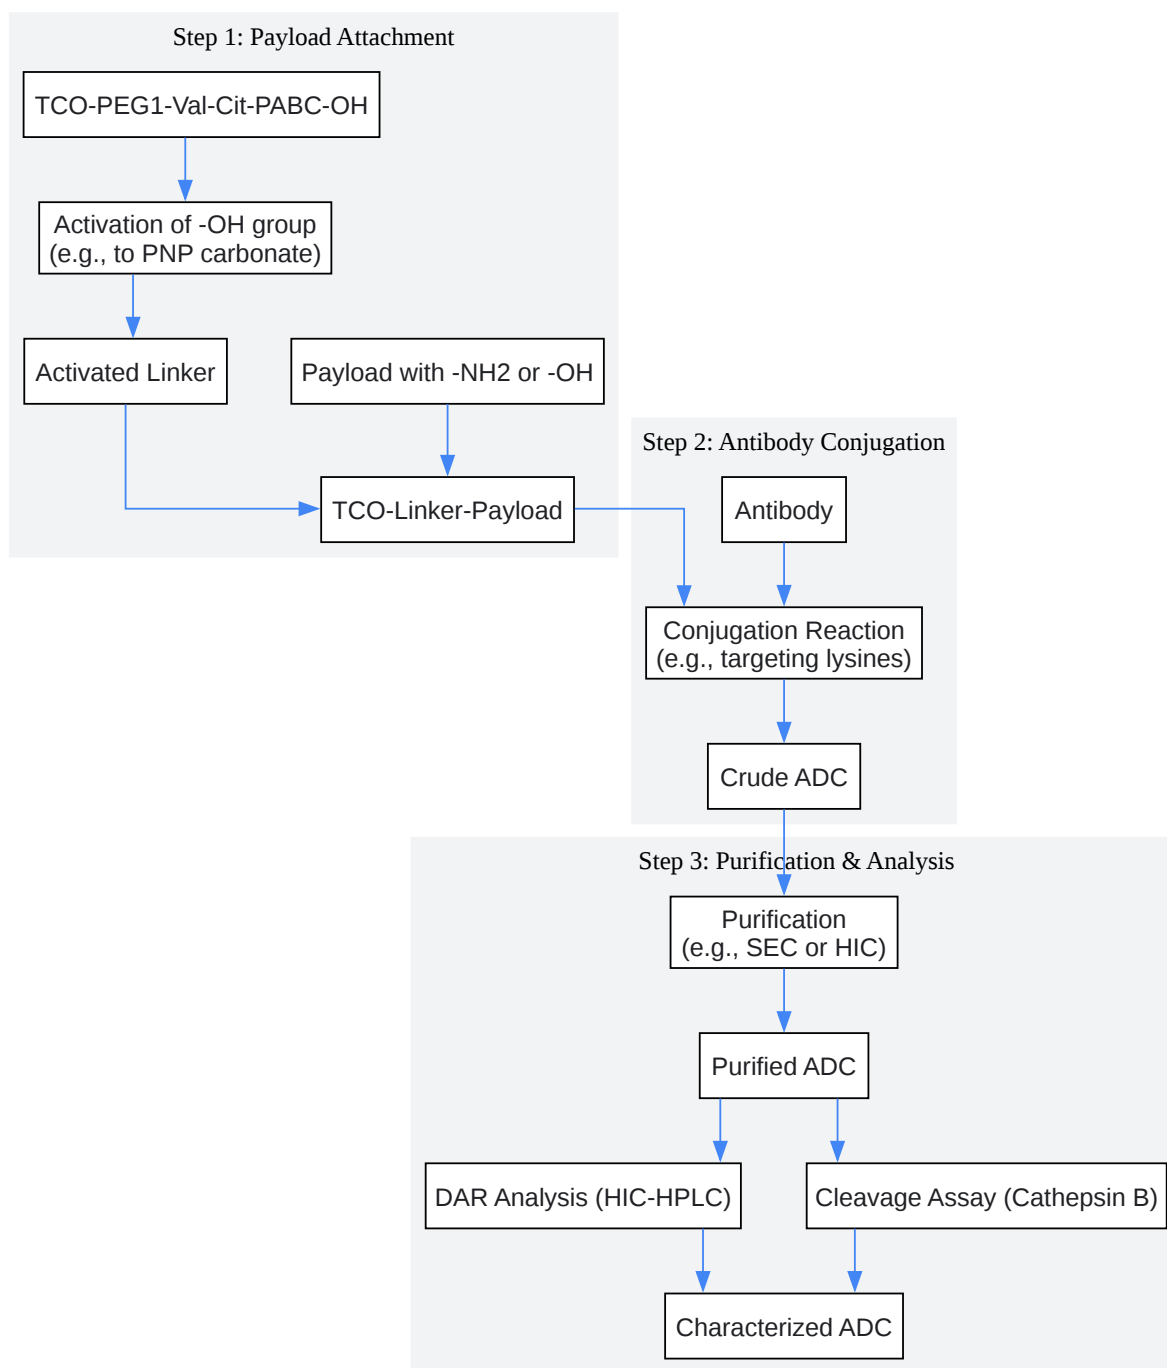 Step 1: Payload Attachment
TCO-PEG1-Val-Cit-PABC-OH
Activation of -OH group
(e.g., to PNP carbonate)
Activated Linker
Payload with -NH2 or -OH
TCO-Linker-Payload
Step 2: Antibody Conjugation
Antibody
Conjugation Reaction
(e.g., targeting lysines)
Crude ADC
Step 3: Purification & Analysis
Purification
(e.g., SEC or HIC)
Purified ADC
DAR Analysis (HIC-HPLC)
Cleavage Assay (Cathepsin B)
Characterized ADC